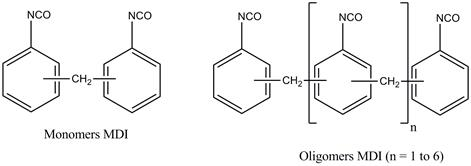 NCO NCO NCO NCO NCO
CH2 CH2 CH2
n
Monomers MDI
Oligomers MDI (n = 1 to 6)